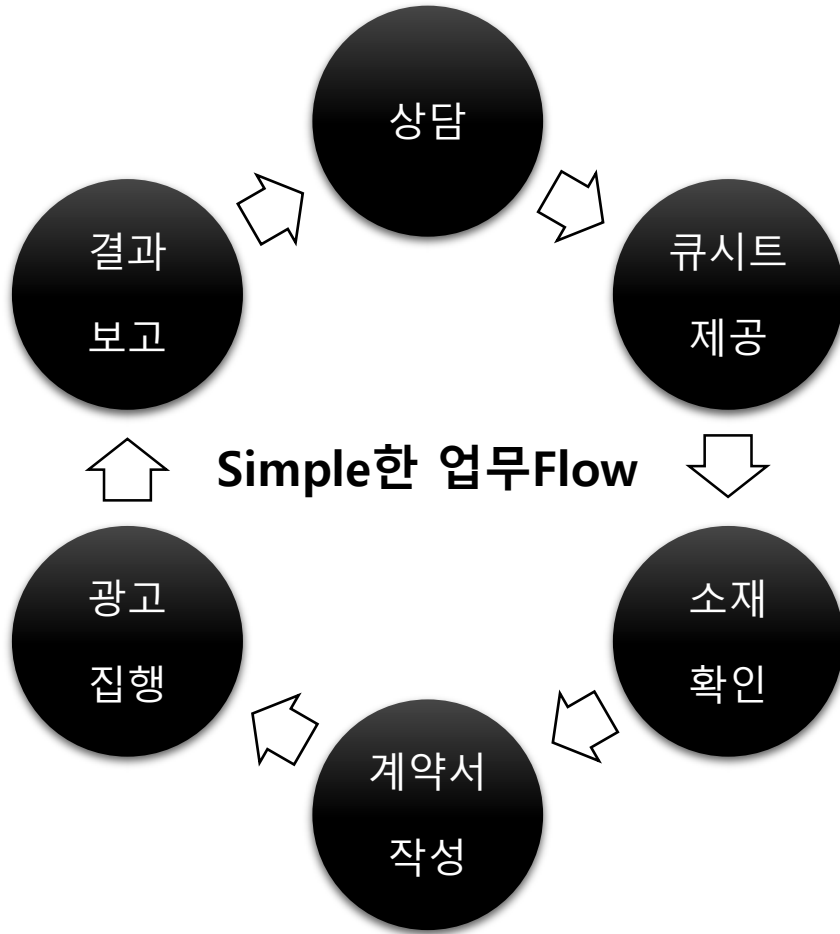 상담
큐시트
제공
소재
확인
계약서
작성
광고
집행
결과
보고
Simple한 업무Flow